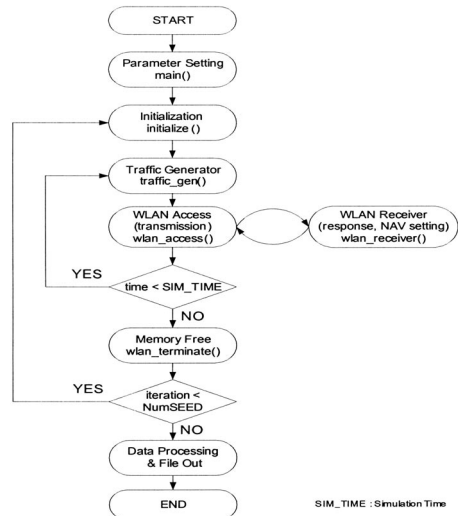 START
Parameter Setting
main()
Initialization
initialize ()
Traffic Generator
traffic_gen()
WLAN Access
(transmission)
wlan_access()
WLAN Receiver
(response, NAV setting)
wlan_receiver()
YES
time < SIM_TIME
NO
Memory Free
wlan_terminate()
YES
iteration <
NumSEED
NO
Data Processing
& File Out
END
SIM_TIME : Simulation Time